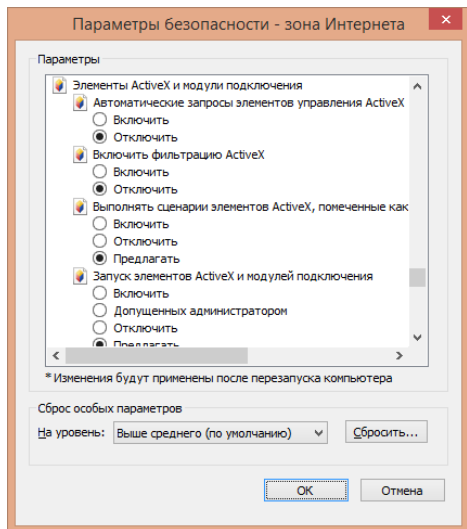 Параметры безопасности - зона Интернета
Параметры
Элементы ActiveX и модули подключения
Автоматические запросы элементов управления ActiveX
Включить
Отключить
Включить фильтрацию ActiveX
Включить
Отключить
Выполнять сценарии элементов ActiveX, помеченные как
Включить
Отключить
Предлагать
Запуск элементов ActiveX и модулей подключения
Включить
Допущенных администратором
Отключить
Предлагать
*Изменения будут применены после перезапуска компьютера
Сброс особых параметров
На уровень: Выше среднего (по умолчанию) Сбросить...
ОК Отмена